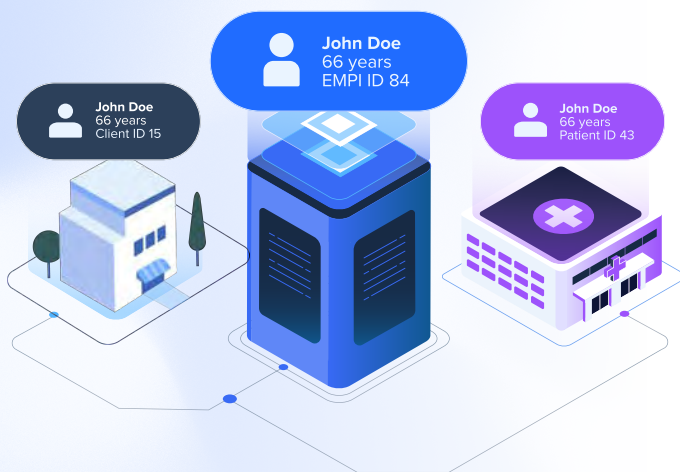 John Doe
66 years
EMPI ID 84
John Doe
66 years
Client ID 15
John Doe
66 years
Patient ID 43